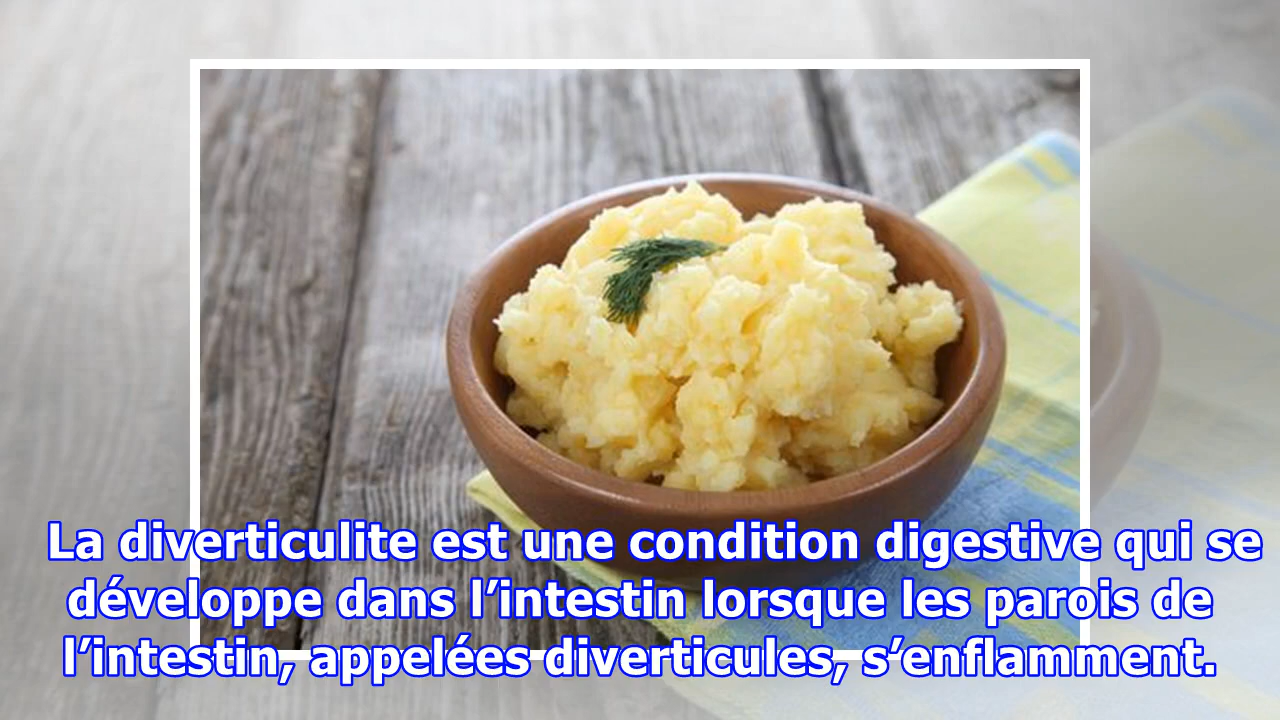 La diverticulite est une condition digestive qui se
développe dans l’intestin lorsque les parois de
l’intestin, appelées diverticules, s’enflamment.